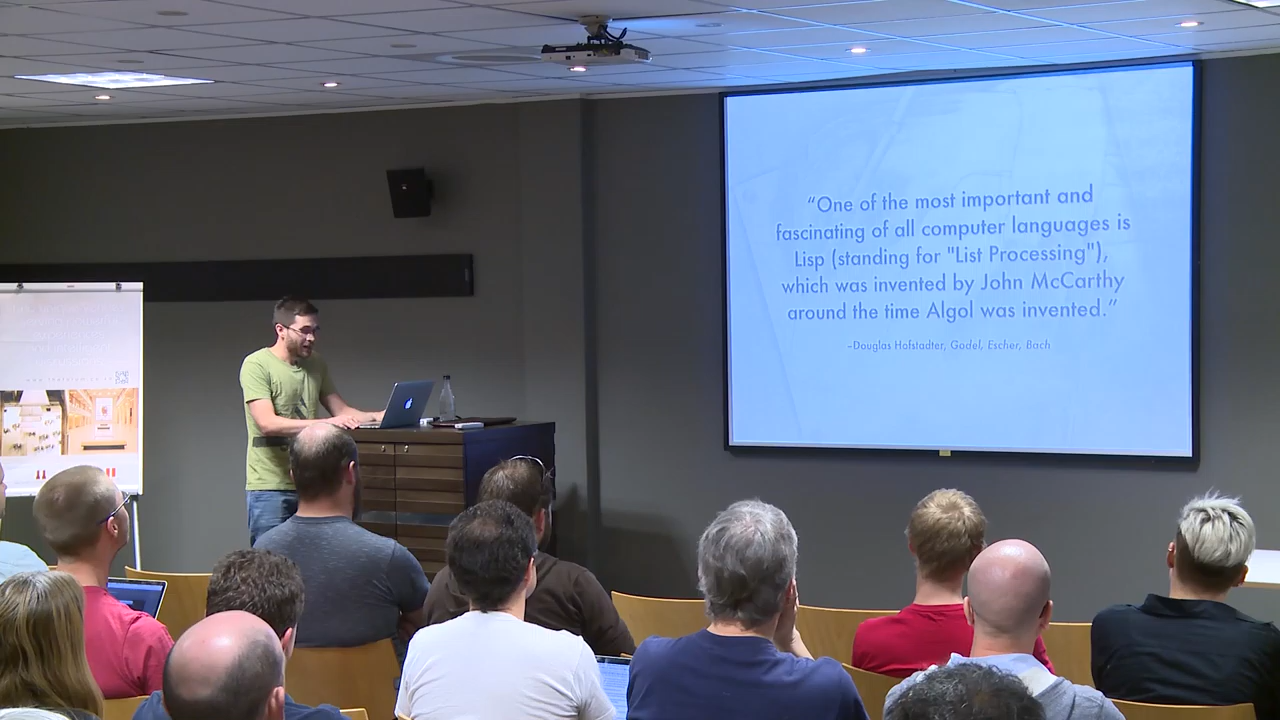 “One of the most important and
fascinating of all computer languages is
Lisp (standing for "List Processing"),
which was invented by John McCarthy
around the time Algol was invented.”
–Douglas Hofstadter, Godel, Escher, Bach